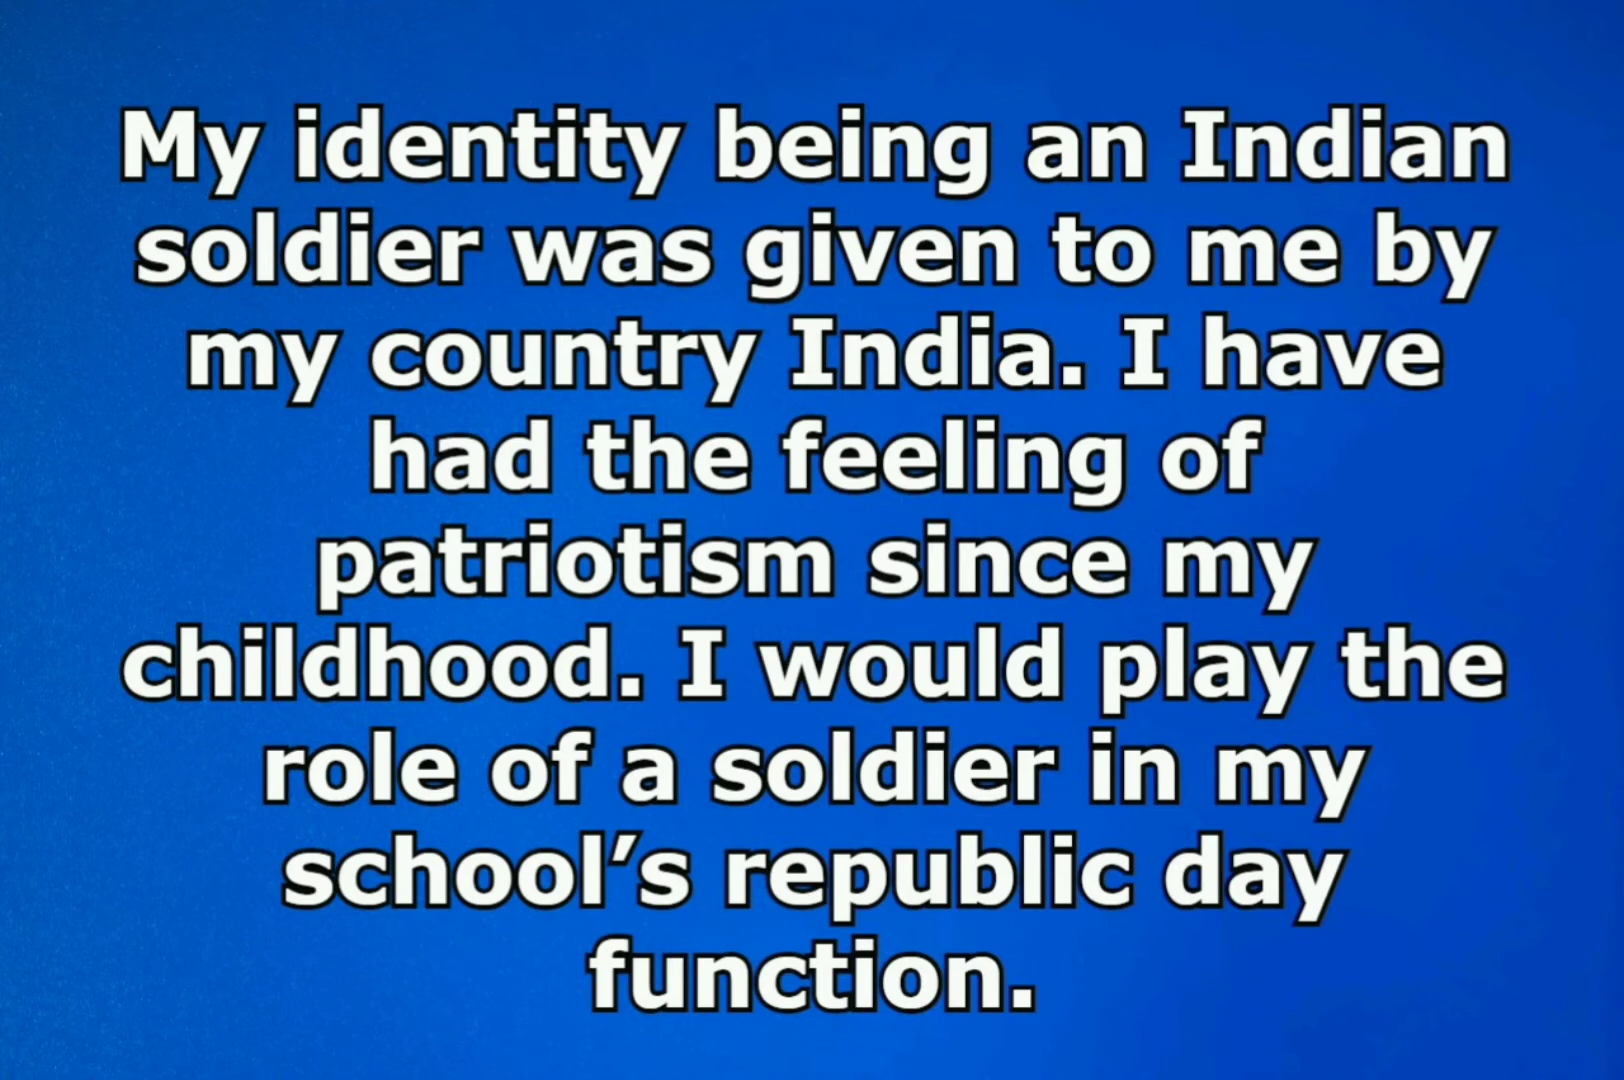 My identity being an Indian
soldier was given to me by
my country India. I have
had the feeling of
patriotism since my
childhood. I would play the
role of a soldier in my
school’s republic day
function.